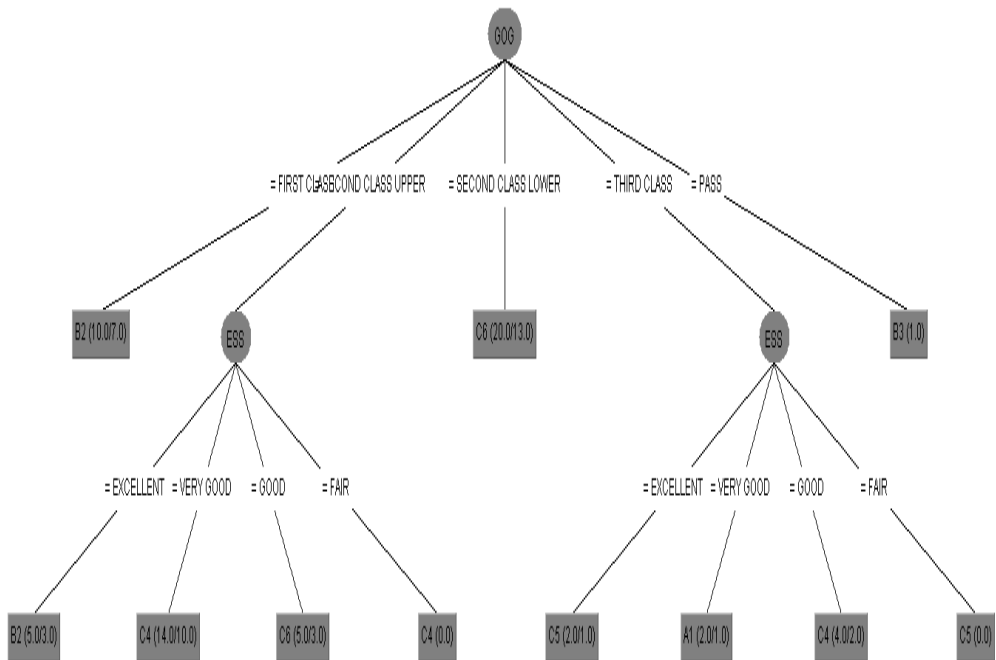 GOG
= FIRST CLASS
= SECOND CLASS UPPER
= SECOND CLASS LOWER
= THIRD CLASS
= PASS
B2 (10.0/7.0)
ESS
C6 (20.0/13.0)
ESS
B3 (1.0)
= EXCELLENT
= VERY GOOD
= GOOD
= FAIR
= EXCELLENT
= VERY GOOD
= GOOD
= FAIR
B2 (5.0/3.0)
C4 (14.0/10.0)
C6 (5.0/3.0)
C4 (0.0)
C5 (2.0/1.0)
A1 (2.0/1.0)
C4 (4.0/2.0)
C5 (0.0)